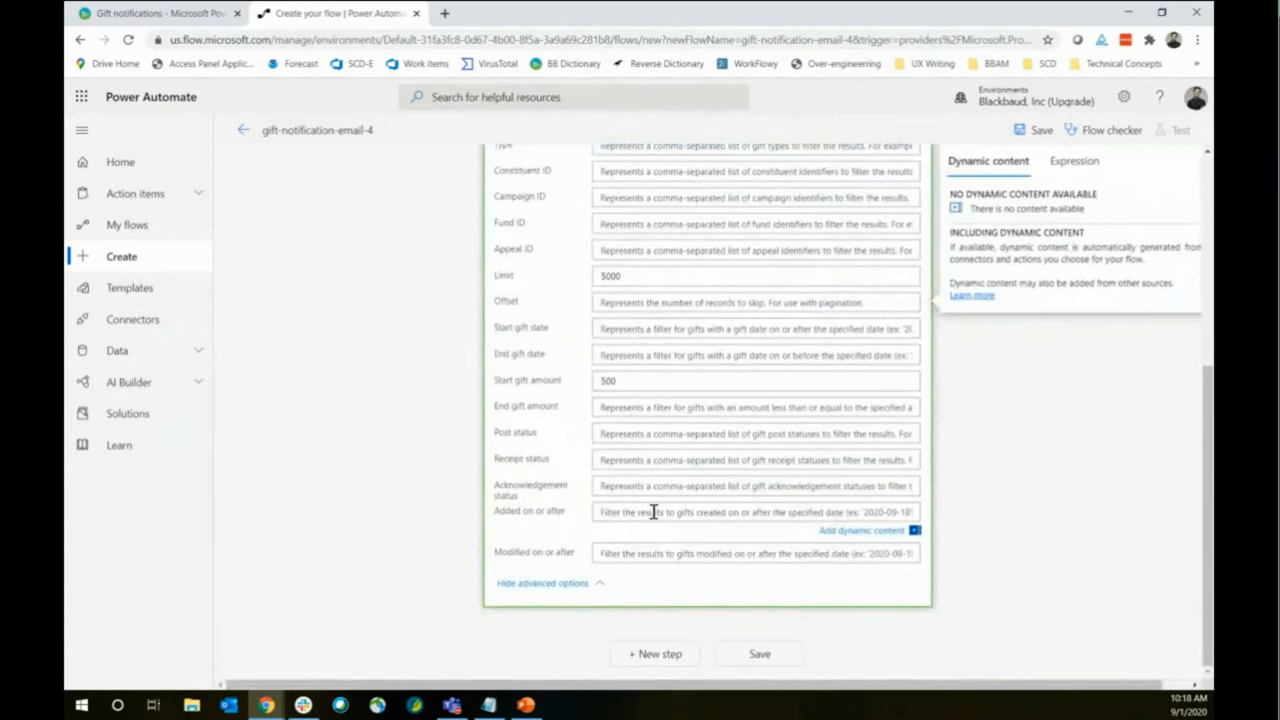 Gift notifications - Microsoft Pow
Create your flow | Power Automa
us.flow.microsoft.com/manage/environments/Default-31fa3fc8-0d67-4b00-8f5a-3a9a69c281b8/flows/new?newFlowName=gift-notification-email-4&trigger=providers%2FMicrosoft.Pro...
Drive Home
Access Panel Applic...
Forecast
SCD-E
Work items
VirusTotal
BB Dictionary
Reverse Dictionary
WorkFlowy
Over-engineering
UX Writing
BBAM
SCD
Technical Concepts
Power Automate
Search for helpful resources
Environments
Blackbaud, Inc (Upgrade)
gift-notification-email-4
Save
Flow checker
Test
Home
Action items
My flows
Create
Templates
Connectors
Data
AI Builder
Solutions
Learn
Type Represents a comma-separated list of gift types to filter the results. For exampl
Constituent ID Represents a comma-separated list of constituent identifiers to filter the results
Campaign ID Represents a comma-separated list of campaign identifiers to filter the results.
Fund ID Represents a comma-separated list of fund identifiers to filter the results. For e
Appeal ID Represents a comma-separated list of appeal identifiers to filter the results. For
Limit 5000
Offset Represents the number of records to skip. For use with pagination.
Start gift date Represents a filter for gifts with a gift date on or after the specified date (ex: '20
End gift date Represents a filter for gifts with a gift date on or before the specified date (ex: '
Start gift amount 500
End gift amount Represents a filter for gifts with an amount less than or equal to the specified a
Post status Represents a comma-separated list of gift post statuses to filter the results. For
Receipt status Represents a comma-separated list of gift receipt statuses to filter the results. F
Acknowledgement
status Represents a comma-separated list of gift acknowledgement statuses to filter t
Added on or after Filter the results to gifts created on or after the specified date (ex: '2020-09-18T
Add dynamic content
Modified on or after Filter the results to gifts modified on or after the specified date (ex: '2020-09-1
Hide advanced options
+ New step
Save
Dynamic content
Expression
NO DYNAMIC CONTENT AVAILABLE
There is no content available
INCLUDING DYNAMIC CONTENT
If available, dynamic content is automatically generated from
connectors and actions you choose for your flow.
Dynamic content may also be added from other sources.
Learn more
10:18 AM
9/1/2020